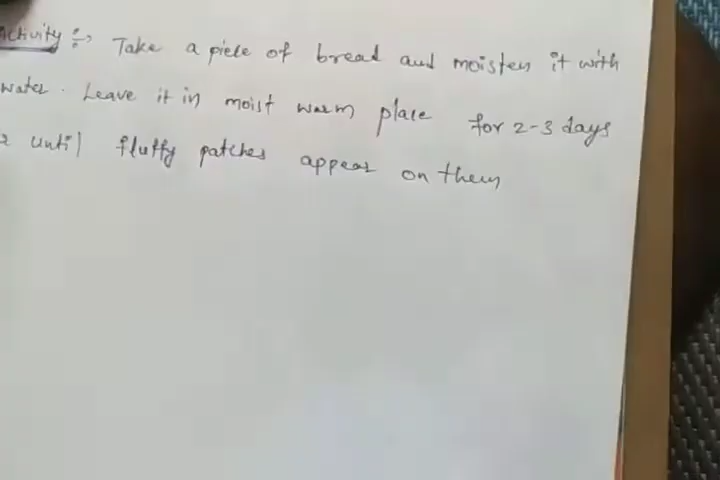 Activity :-> Take a piece of bread and moisten it with
water. Leave it in moist warm place for 2-3 days
until fluffy patches appear on them